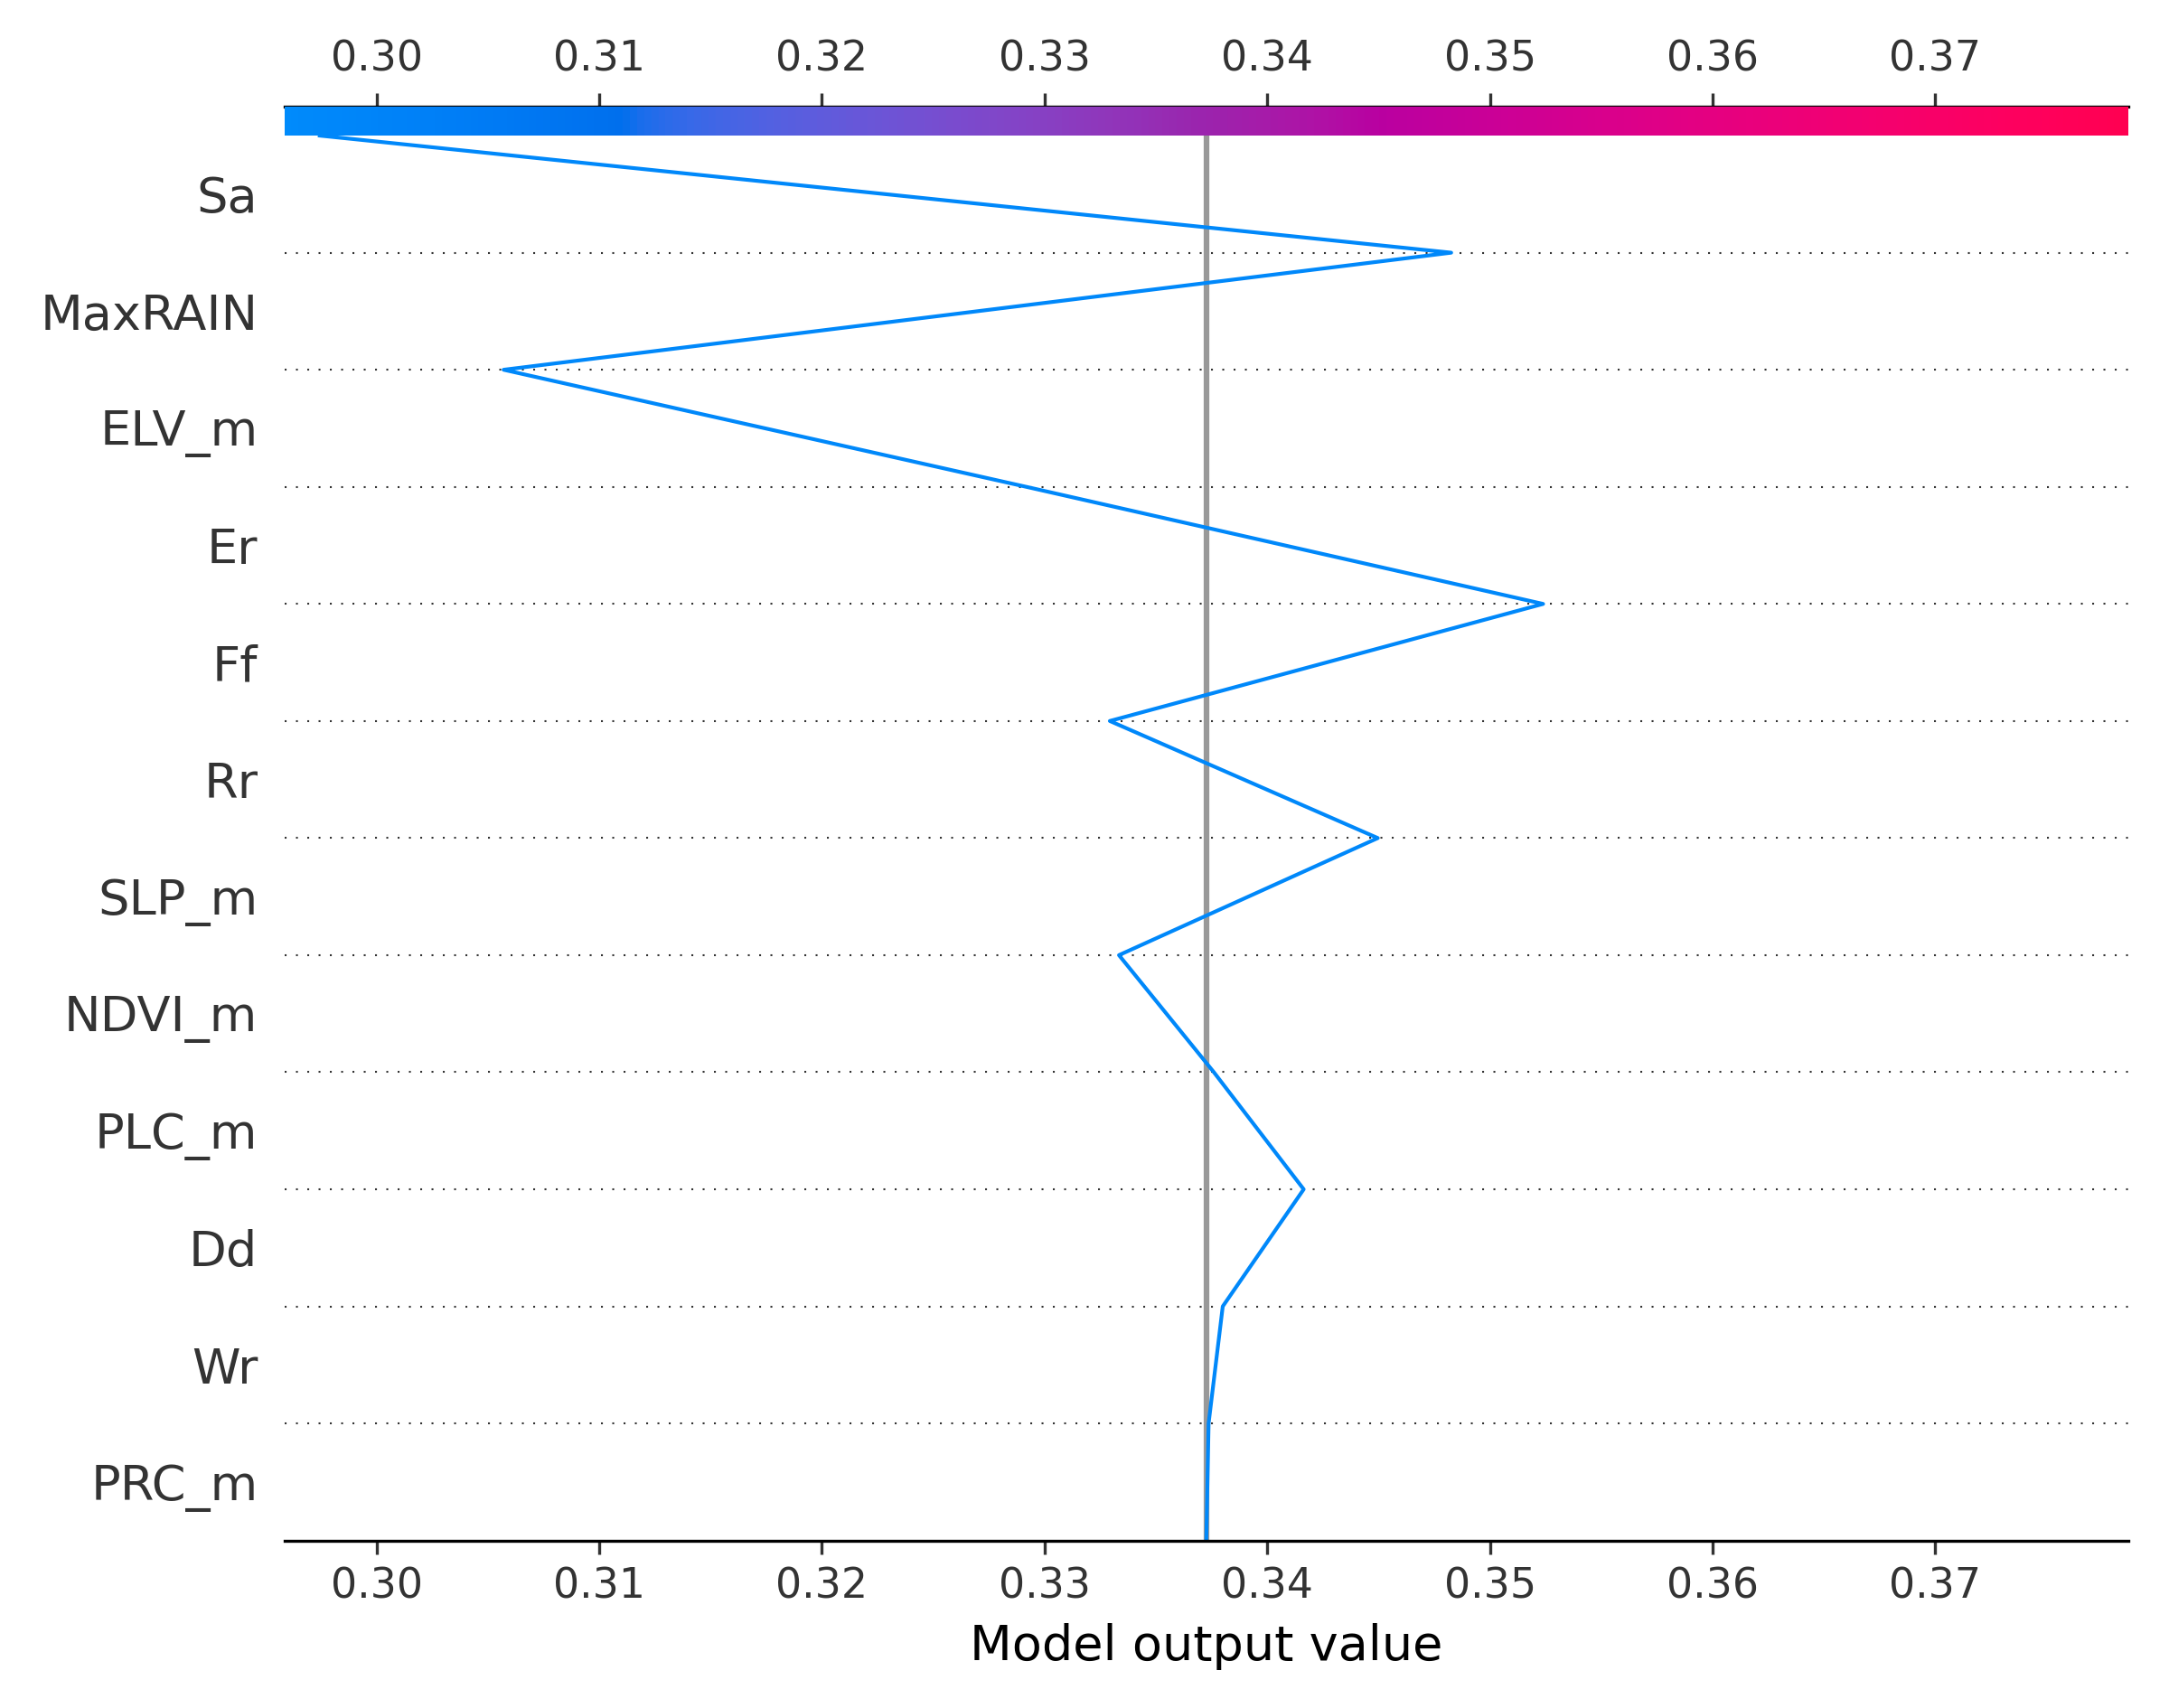 0.30 0.31 0.32 0.33 0.34 0.35 0.36 0.37
Sa
MaxRAIN
ELV_m
Er
Ff
Rr
SLP_m
NDVI_m
PLC_m
Dd
Wr
PRC_m
0.30 0.31 0.32 0.33 0.34 0.35 0.36 0.37
Model output value